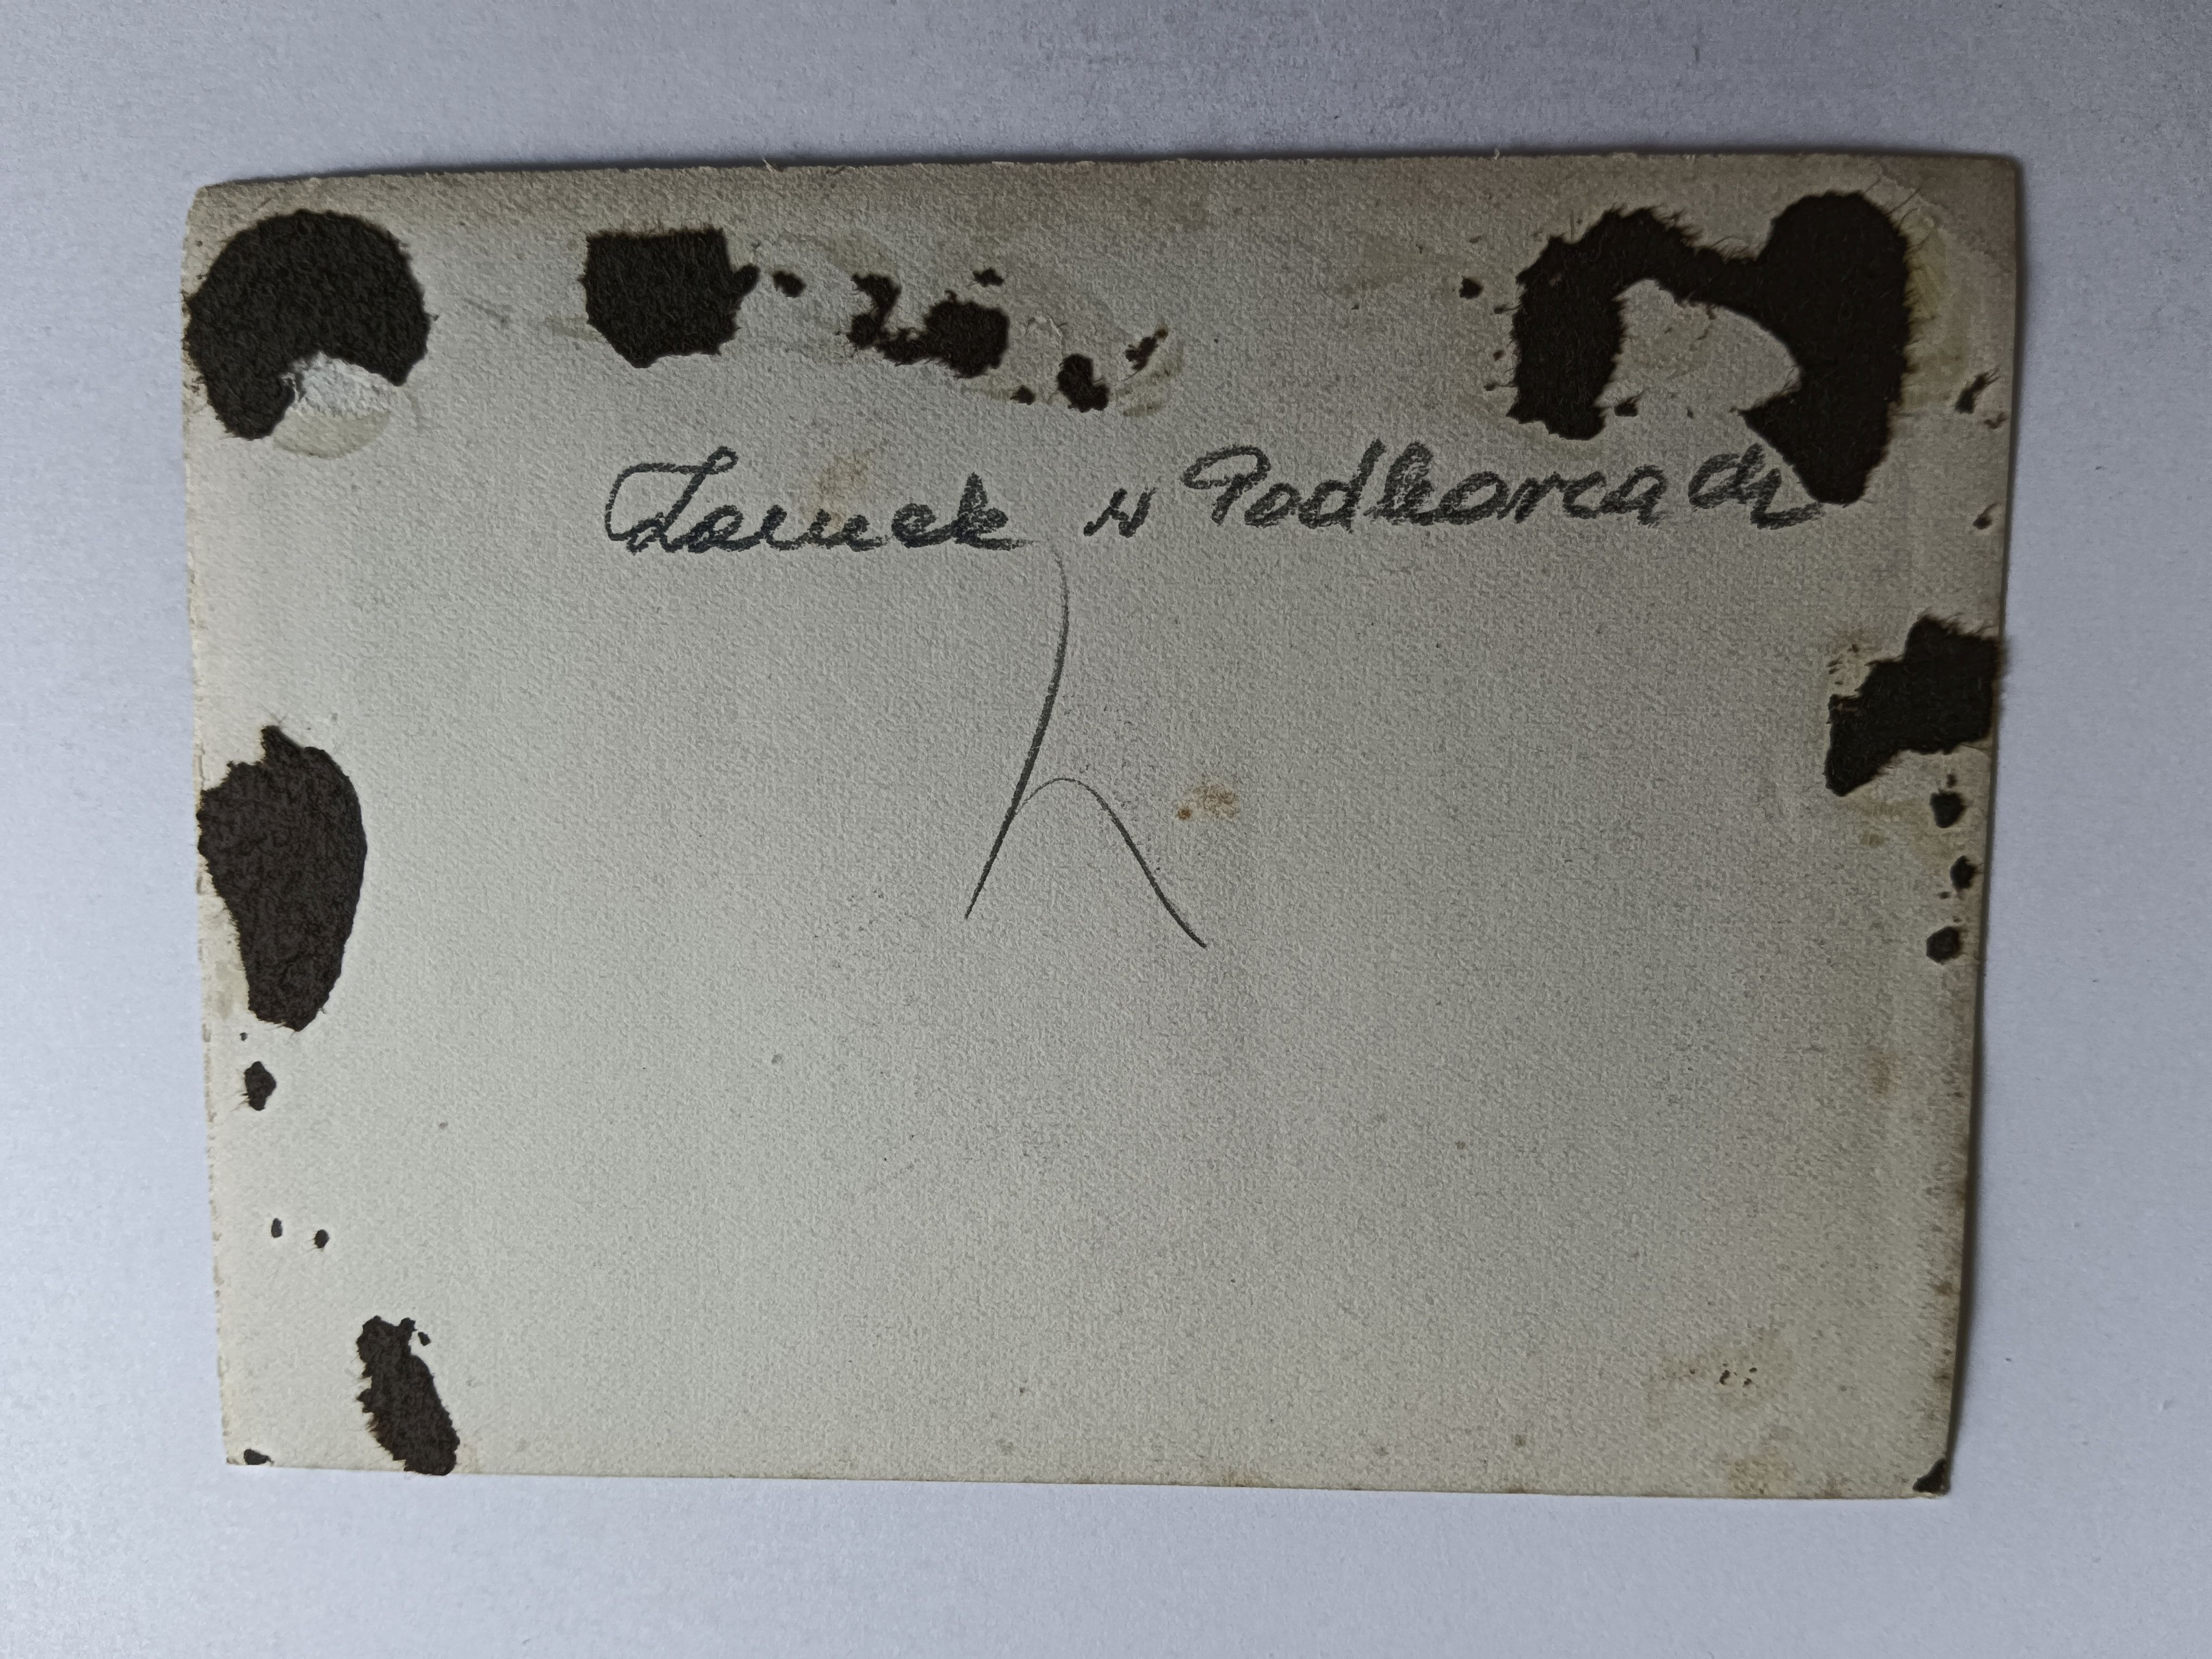 Zamek w Podhorcach